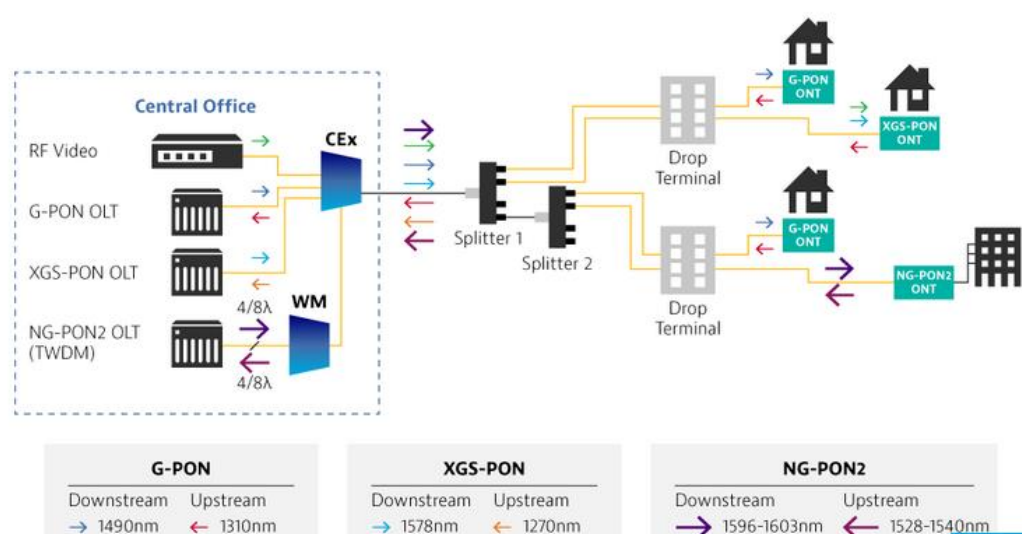 Central Office
RF Video
CEx
G-PON OLT
XGS-PON OLT
4/8λ
WM
NG-PON2 OLT
(TWDM)
4/8λ
Splitter 1
Splitter 2
Drop
Terminal
G-PON
ONT
XGS-PON
ONT
Drop
Terminal
G-PON
ONT
NG-PON2
ONT
G-PON
Downstream Upstream
→ 1490nm ← 1310nm
XGS-PON
Downstream Upstream
→ 1578nm ← 1270nm
NG-PON2
Downstream Upstream
→ 1596-1603nm ← 1528-1540nm